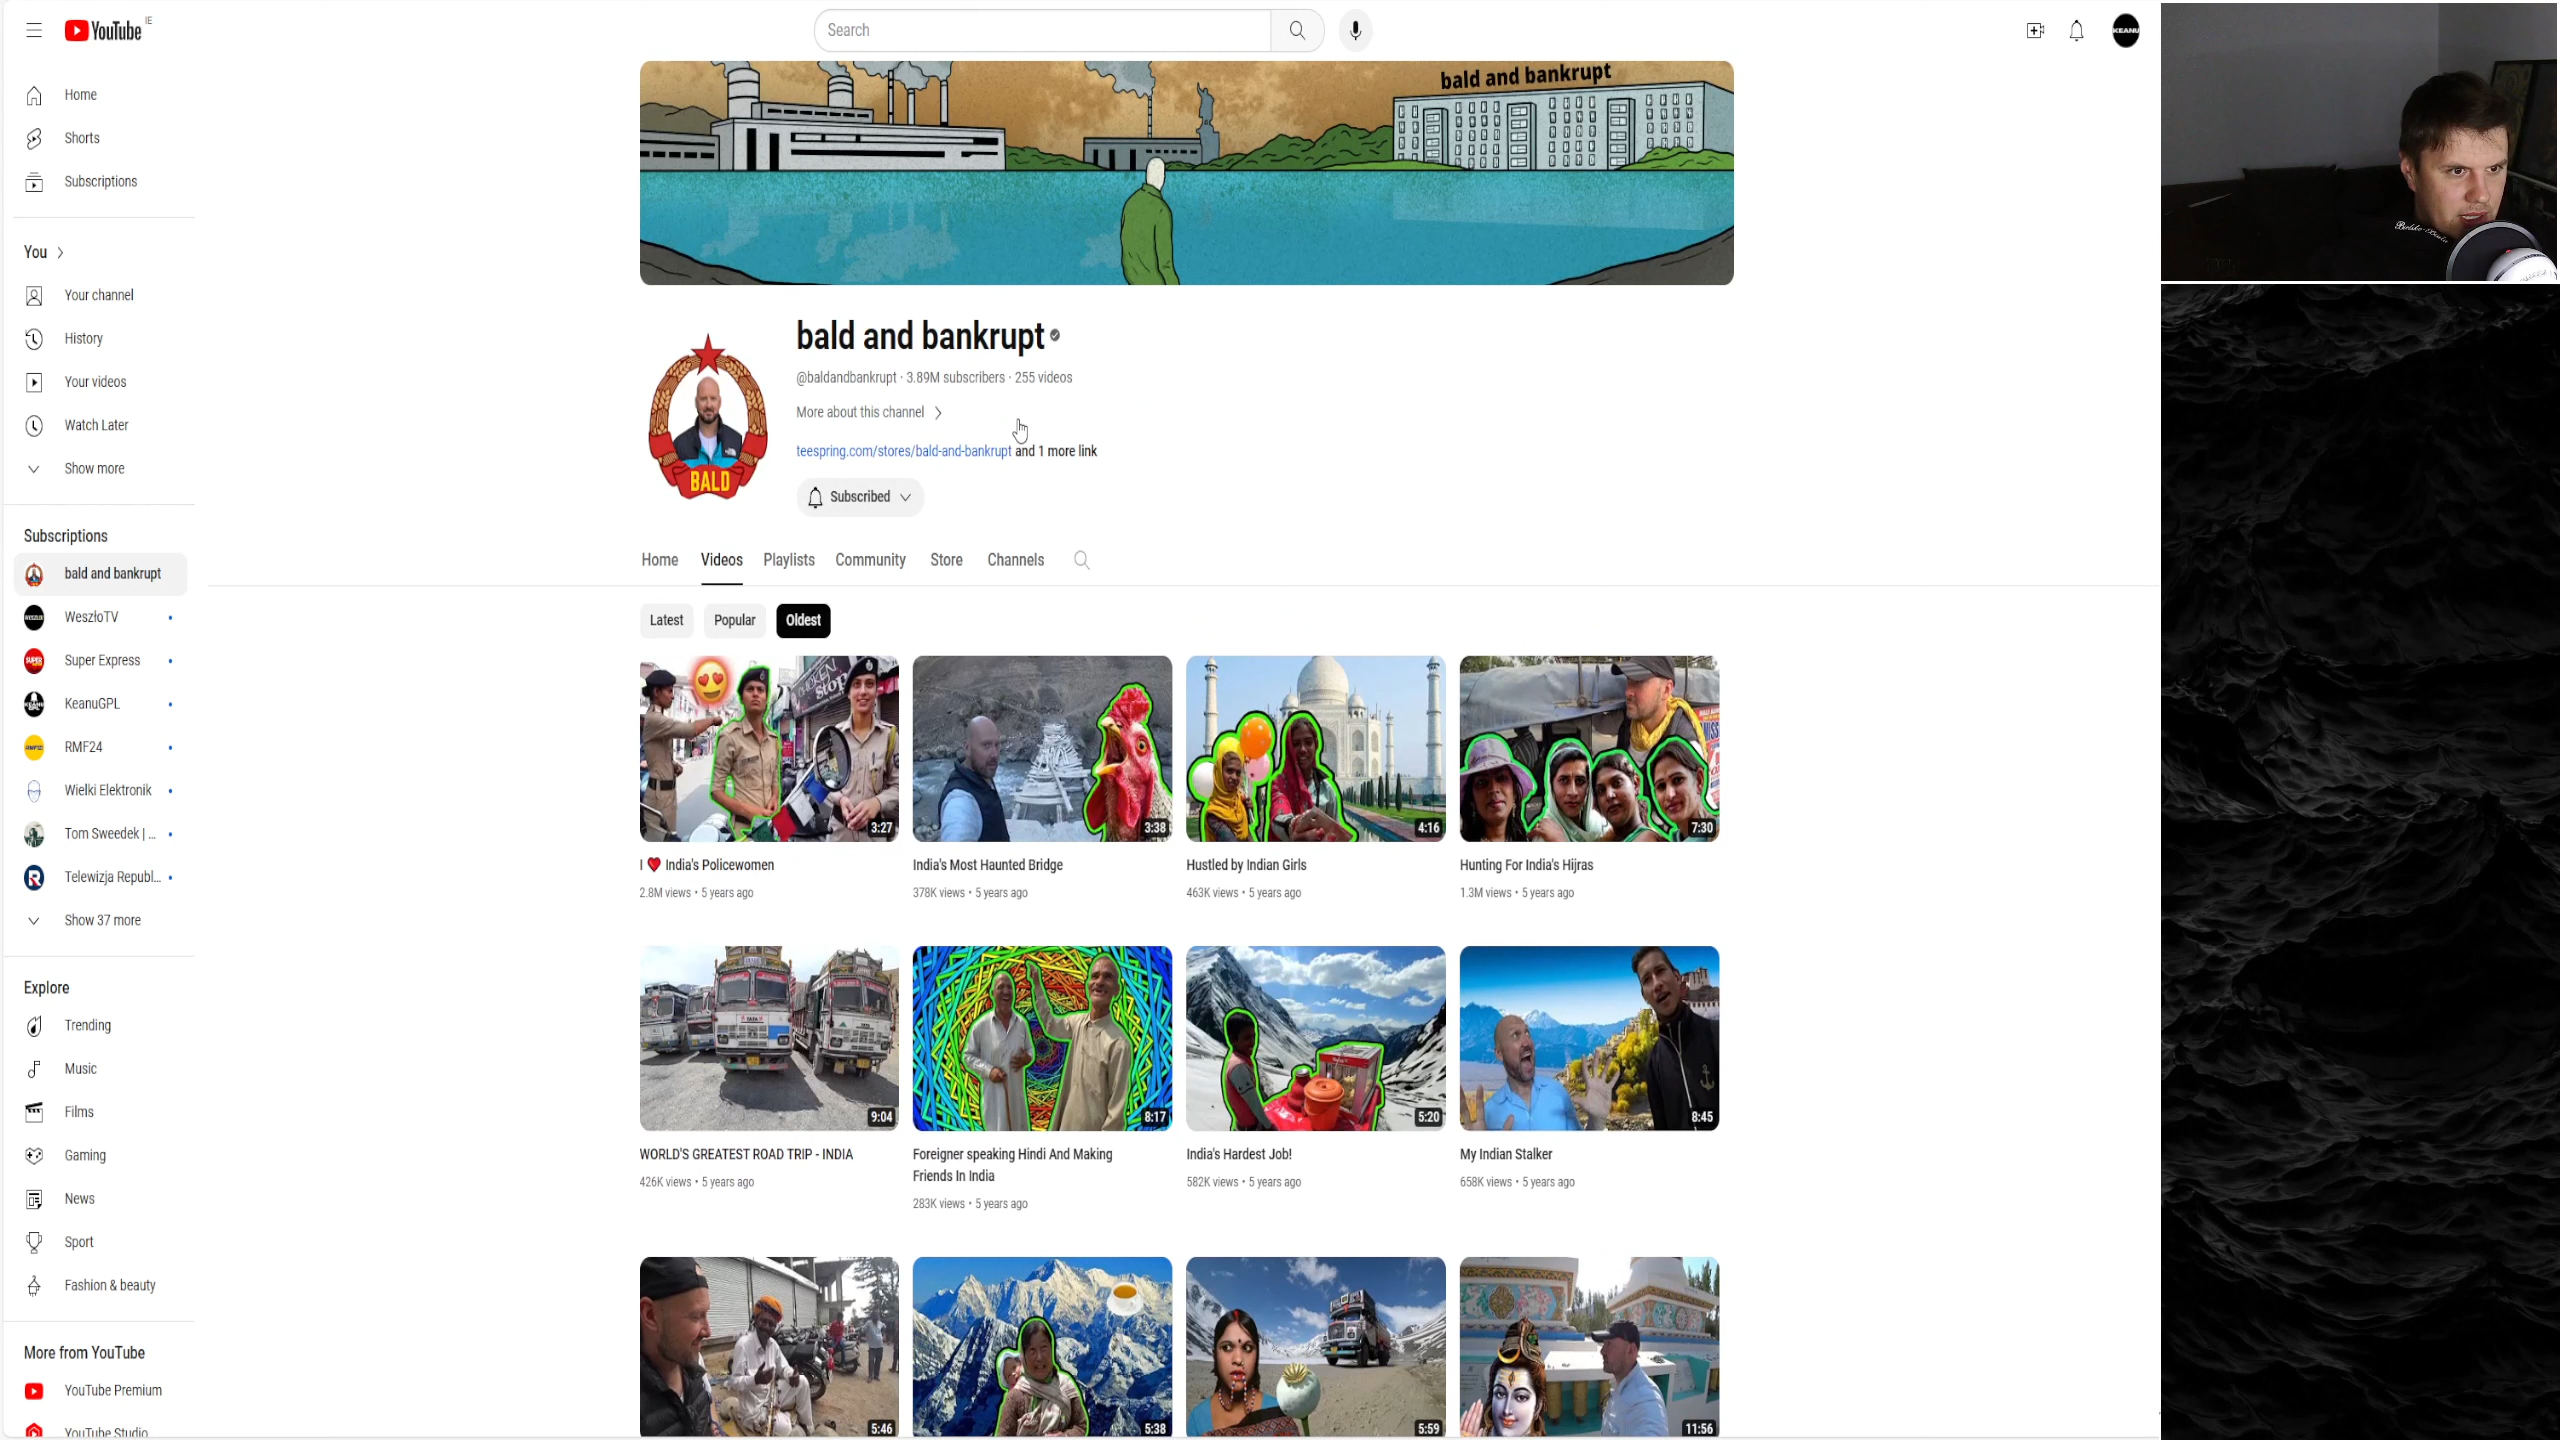 YouTube IE
Search
KEANU
Home
Shorts
Subscriptions
You
Your channel
History
Your videos
Watch Later
Show more
Subscriptions
bald and bankrupt
WeszłoTV
Super Express
KeanuGPL
RMF24
Wielki Elektronik
Tom Sweedek | ...
Telewizja Republ...
Show 37 more
Explore
Trending
Music
Films
Gaming
News
Sport
Fashion & beauty
More from YouTube
YouTube Premium
YouTube Studio
bald and bankrupt
BALD
bald and bankrupt
@baldandbankrupt · 3.89M subscribers · 255 videos
More about this channel
teespring.com/stores/bald-and-bankrupt and 1 more link
Subscribed
Home Videos Playlists Community Store Channels
Latest Popular Oldest
3:27
I ❤ India's Policewomen
2.8M views • 5 years ago
3:38
India's Most Haunted Bridge
378K views • 5 years ago
4:16
Hustled by Indian Girls
463K views • 5 years ago
7:30
Hunting For India's Hijras
1.3M views • 5 years ago
9:04
WORLD'S GREATEST ROAD TRIP - INDIA
426K views • 5 years ago
8:17
Foreigner speaking Hindi And Making
Friends In India
283K views • 5 years ago
5:20
India's Hardest Job!
582K views • 5 years ago
8:45
My Indian Stalker
658K views • 5 years ago
5:46
5:38
5:59
11:56